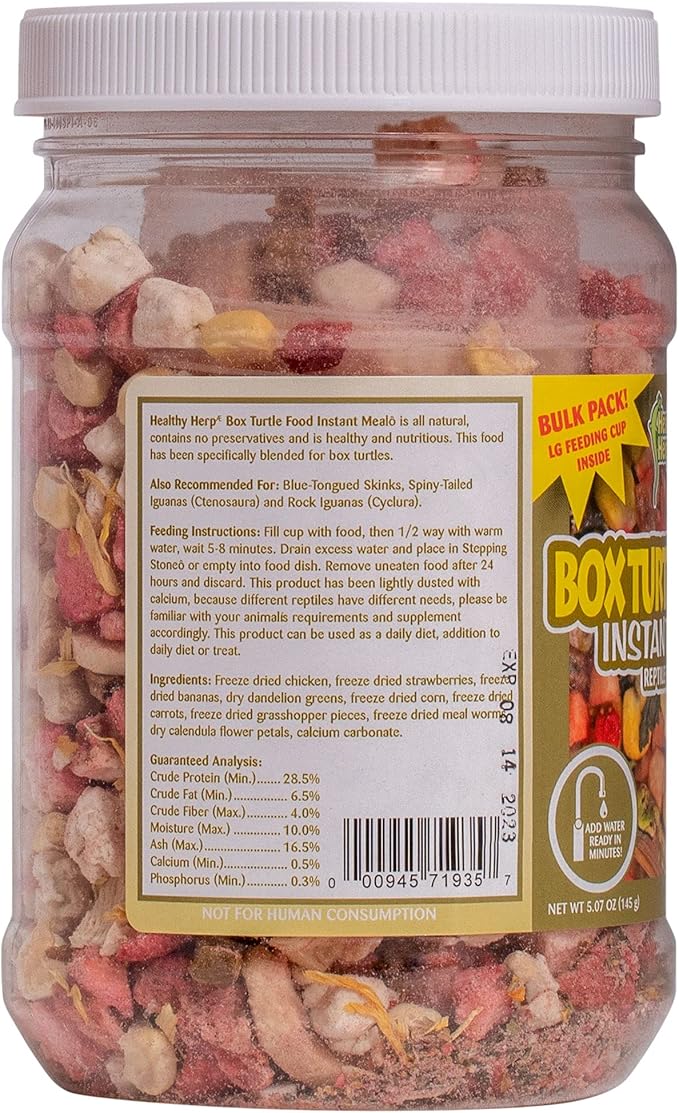 Healthy Herp® Box Turtle Food Instant Mealô is all natural,
contains no preservatives and is healthy and nutritious. This food
has been specifically blended for box turtles.
Also Recommended For: Blue-Tongued Skinks, Spiny-Tailed
Iguanas (Ctenosaura) and Rock Iguanas (Cyclura).
Feeding Instructions: Fill cup with food, then 1/2 way with warm
water, wait 5-8 minutes. Drain excess water and place in Stepping
Stoneô or empty into food dish. Remove uneaten food after 24
hours and discard. This product has been lightly dusted with
calcium, because different reptiles have different needs, please be
familiar with your animalís requirements and supplement
accordingly. This product can be used as a daily diet, addition to
daily diet or treat.
Ingredients: Freeze dried chicken, freeze dried strawberries, freeze
dried bananas, dry dandelion greens, freeze dried corn, freeze dried
carrots, freeze dried grasshopper pieces, freeze dried meal worms,
dry calendula flower petals, calcium carbonate.
Guaranteed Analysis:
Crude Protein (Min.)....... 28.5%
Crude Fat (Min.)............... 6.5%
Crude Fiber (Max.)........... 4.0%
Moisture (Max.)............. 10.0%
Ash (Max.)..................... 16.5%
Calcium (Min.)................. 0.5%
Phosphorus (Min.)........... 0.3%
0 00945 71935 7
EXP 08 14 2023
NOT FOR HUMAN CONSUMPTION
BULK PACK!
LG FEEDING CUP
INSIDE
BOX TURT
INSTAN
REPTILE
ADD WATER
READY IN
MINUTES!
NET WT 5.07 OZ (145g)